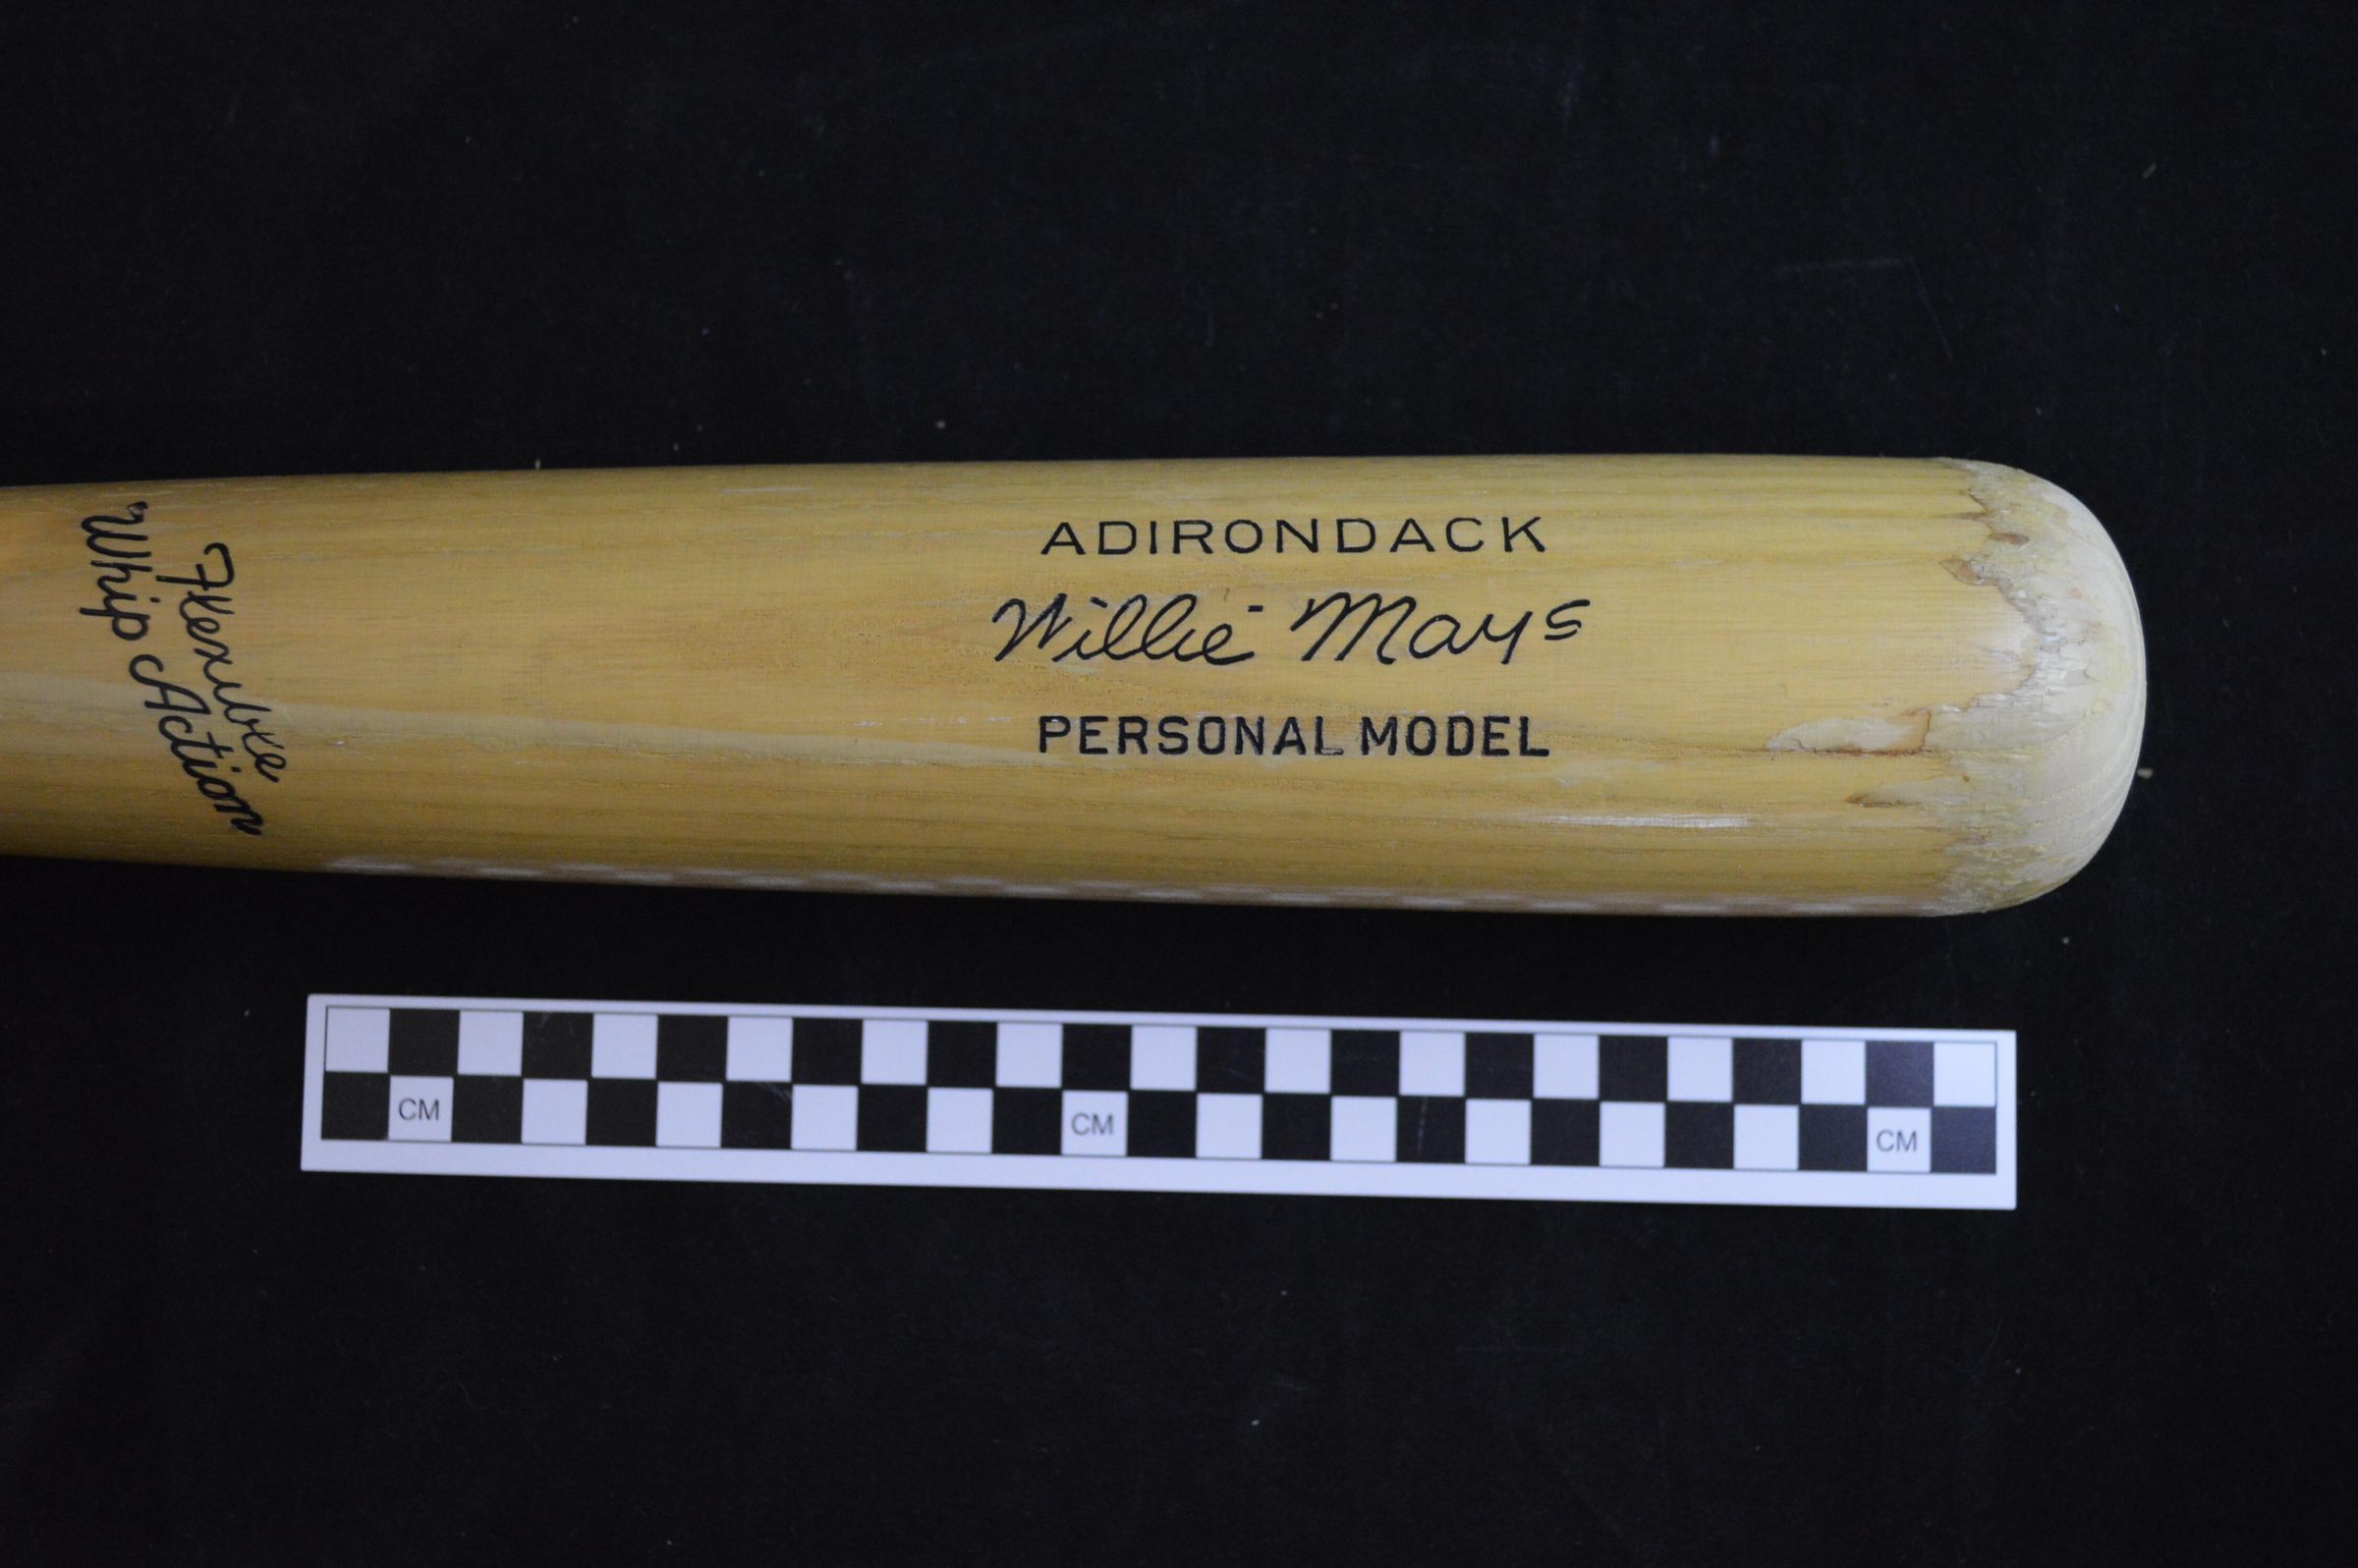 Flexible
"Whip Action"
ADIRONDACK
Willie Mays
PERSONAL MODEL
CM
CM
CM